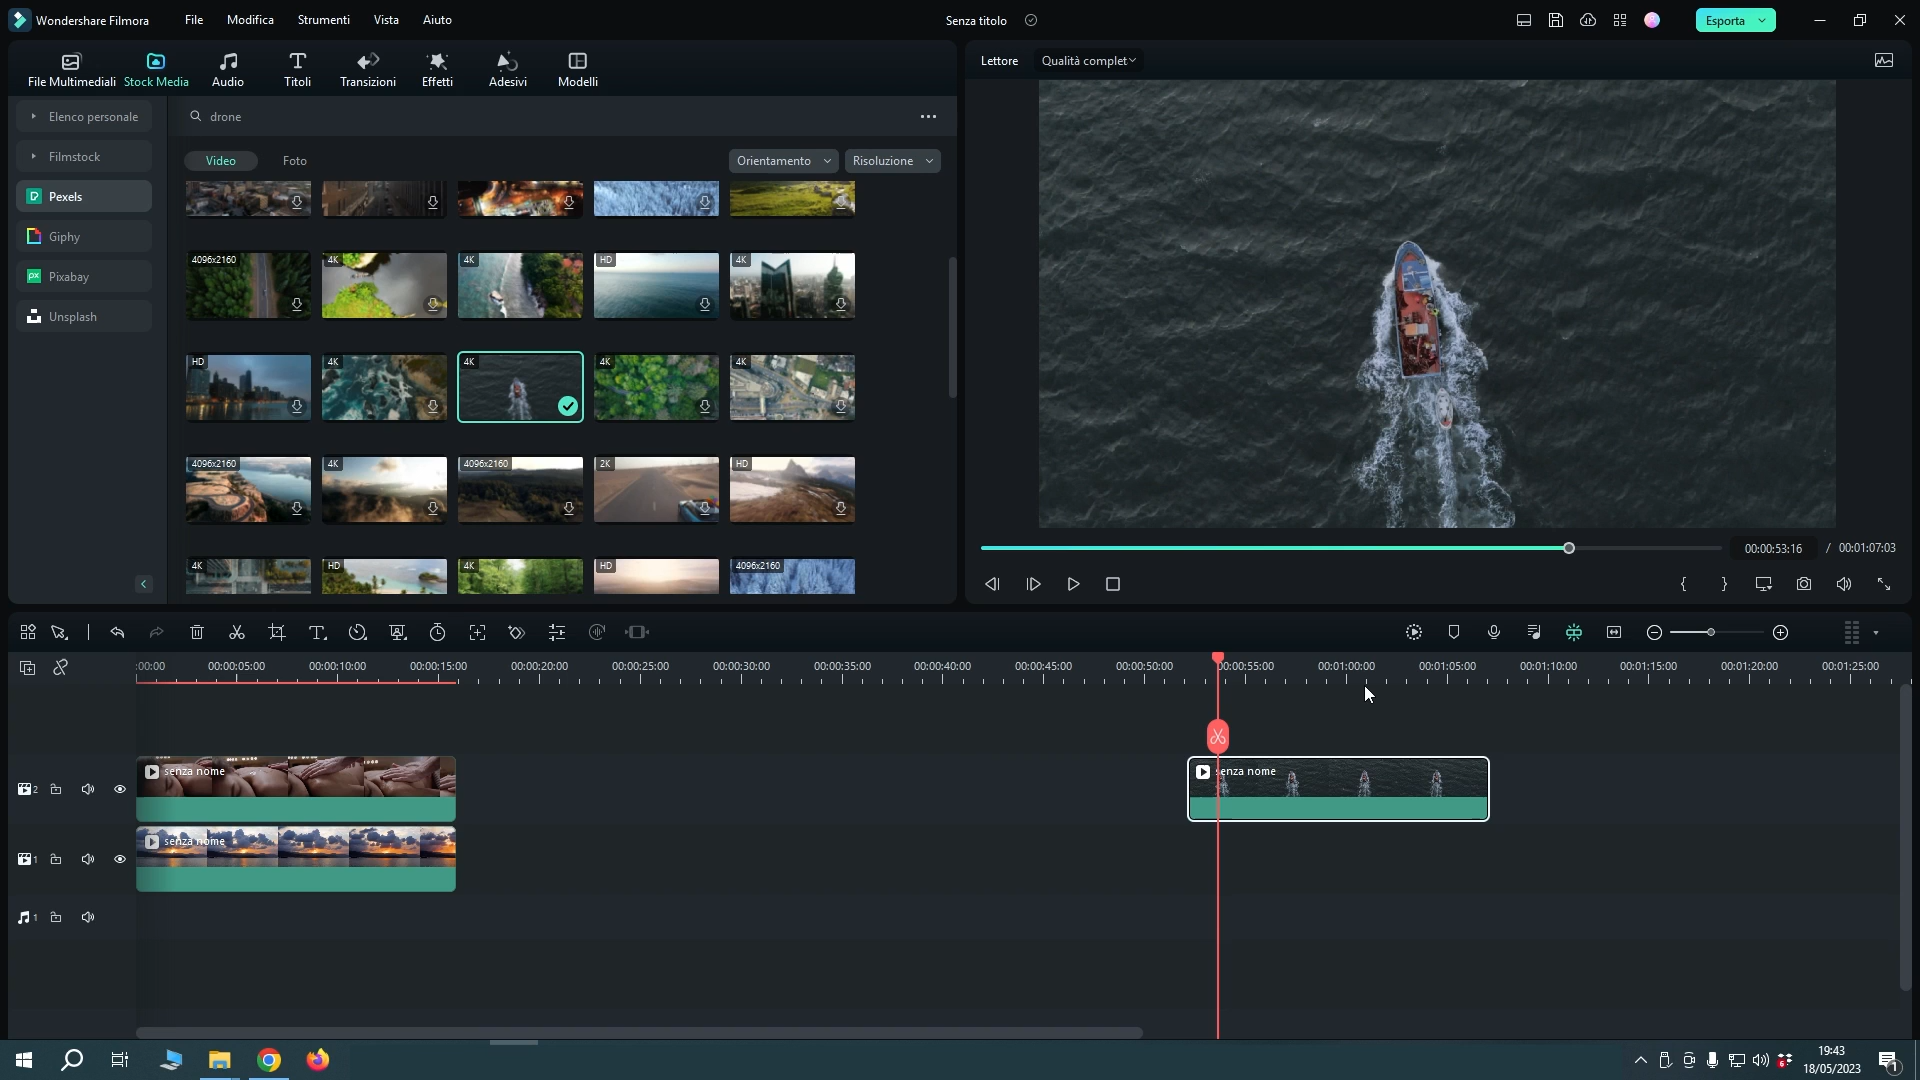 Wondershare Filmora File Modifica Strumenti Vista Aiuto Senza titolo Esporta
File Multimediali Stock Media Audio Titoli Transizioni Effetti Adesivi Modelli
Lettore Qualità complet
Elenco personale
Filmstock
Pexels
Giphy
Pixabay
Unsplash
drone
Video Foto Orientamento Risoluzione
4096x2160 4K 4K HD 4K
HD 4K 4K 4K 4K
4096x2160 4K 4096x2160 2K HD
4K HD 4K HD 4096x2160
00:00:53:16 / 00:01:07:03
:00:00 00:00:05:00 00:00:10:00 00:00:15:00 00:00:20:00 00:00:25:00 00:00:30:00 00:00:35:00 00:00:40:00 00:00:45:00 00:00:50:00 00:00:55:00 00:01:00:00 00:01:05:00 00:01:10:00 00:01:15:00 00:01:20:00 00:01:25:00
senza nome senza nome
2
senza nome
1
1
19:43
18/05/2023
1